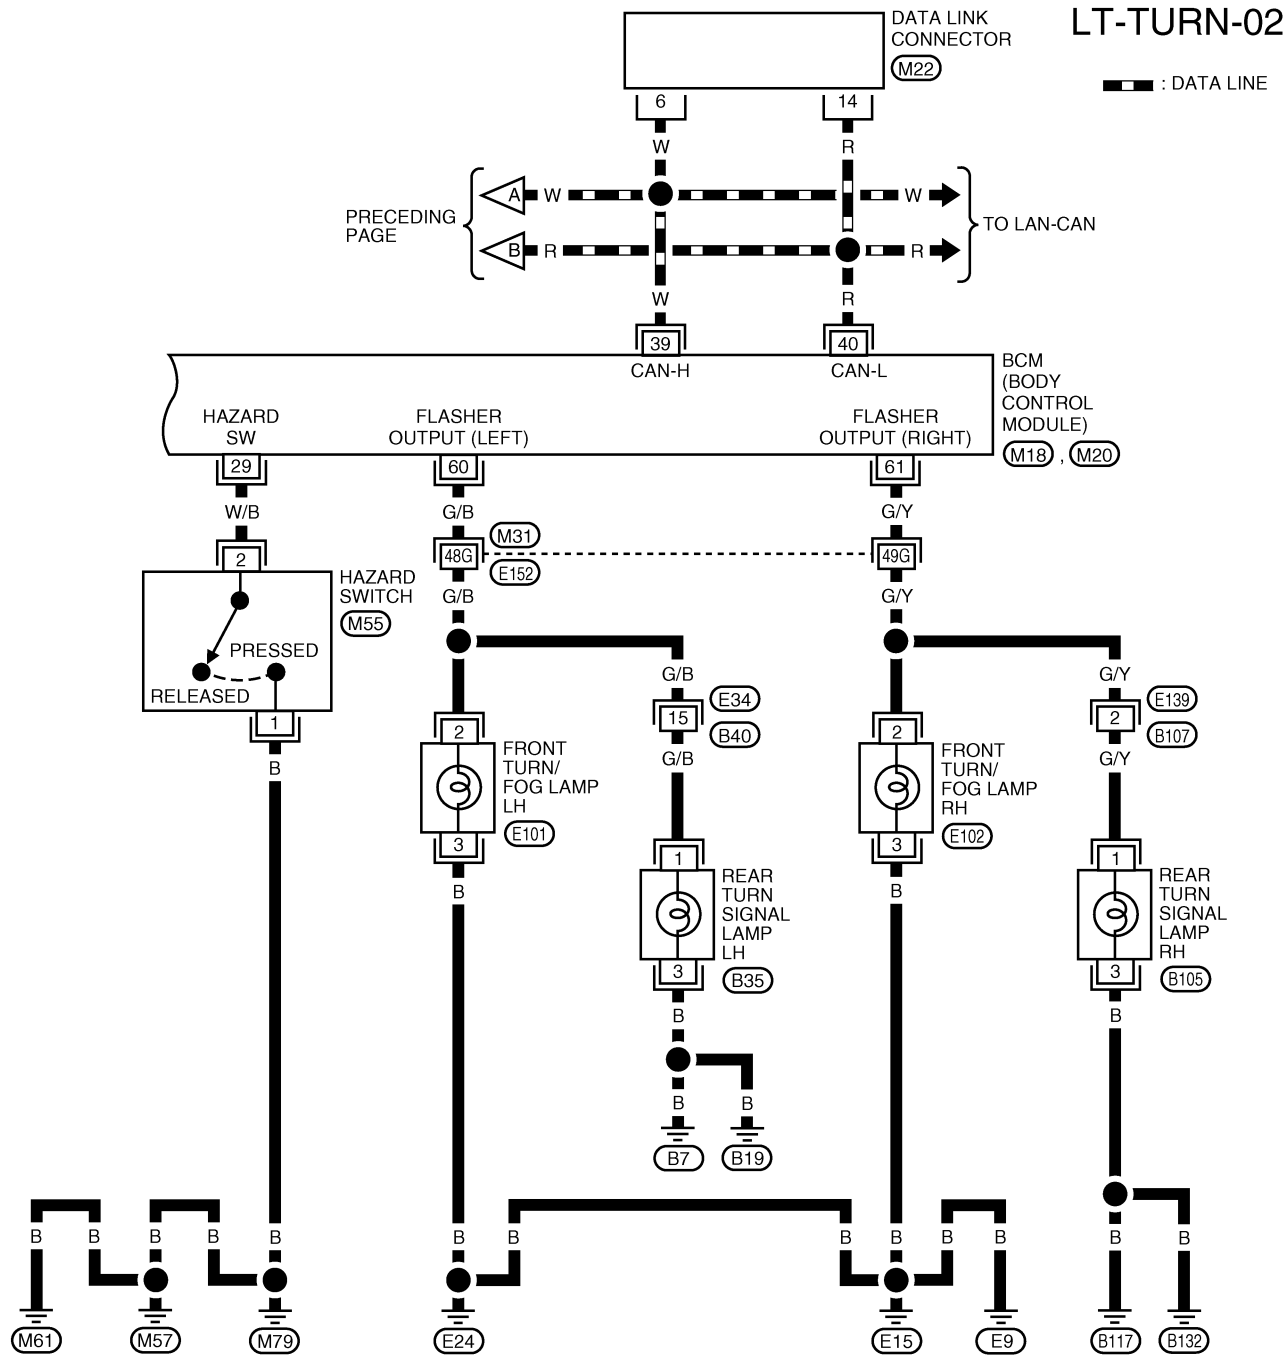 LT-TURN-02
DATA LINK
CONNECTOR
M22
: DATA LINE
6
14
W
R
A
W
W
B
R
R
PRECEDING
PAGE
TO LAN-CAN
W
R
39
40
CAN-H
CAN-L
BCM
(BODY
CONTROL
MODULE)
M18 , M20
HAZARD
SW
FLASHER
OUTPUT (LEFT)
FLASHER
OUTPUT (RIGHT)
29
60
61
W/B
G/B
G/Y
M31
48G
49G
E152
2
G/B
G/Y
HAZARD
SWITCH
M55
PRESSED
RELEASED
1
B
G/B
15
E34
B40
G/B
G/Y
2
E139
B107
G/Y
2
FRONT
TURN/
FOG LAMP
LH
E101
3
B
2
FRONT
TURN/
FOG LAMP
RH
E102
3
B
1
REAR
TURN
SIGNAL
LAMP
LH
B35
3
B
B
B
B7
B19
1
REAR
TURN
SIGNAL
LAMP
RH
B105
3
B
B
B
B
B
B
B
B
B
B
B
B
B
B
M61
M57
M79
E24
E15
E9
B117
B132